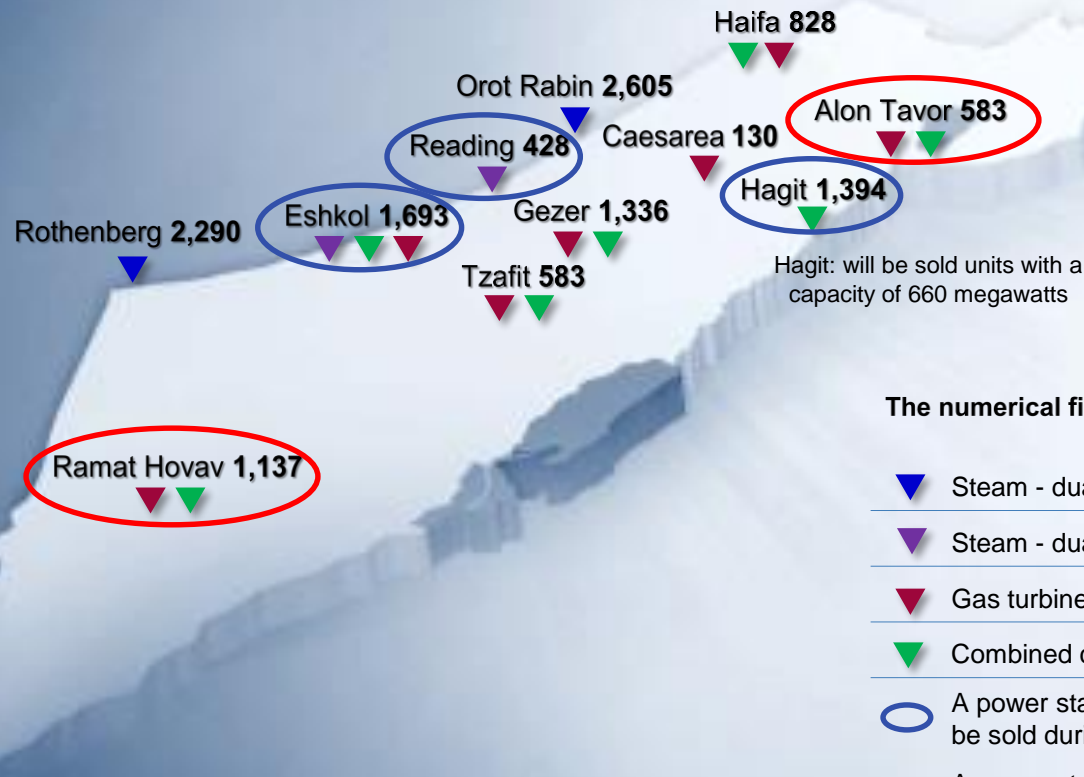 Haifa 828
Orot Rabin 2,605
Alon Tavor 583
Reading 428
Caesarea 130
Hagit 1,394
Eshkol 1,693
Gezer 1,336
Rothenberg 2,290
Tzafit 583
Hagit: will be sold units with a
capacity of 660 megawatts
The numerical
Ramat Hovav 1,137
Steam -
Steam -
Gas turbine
Combined
A power
be sold